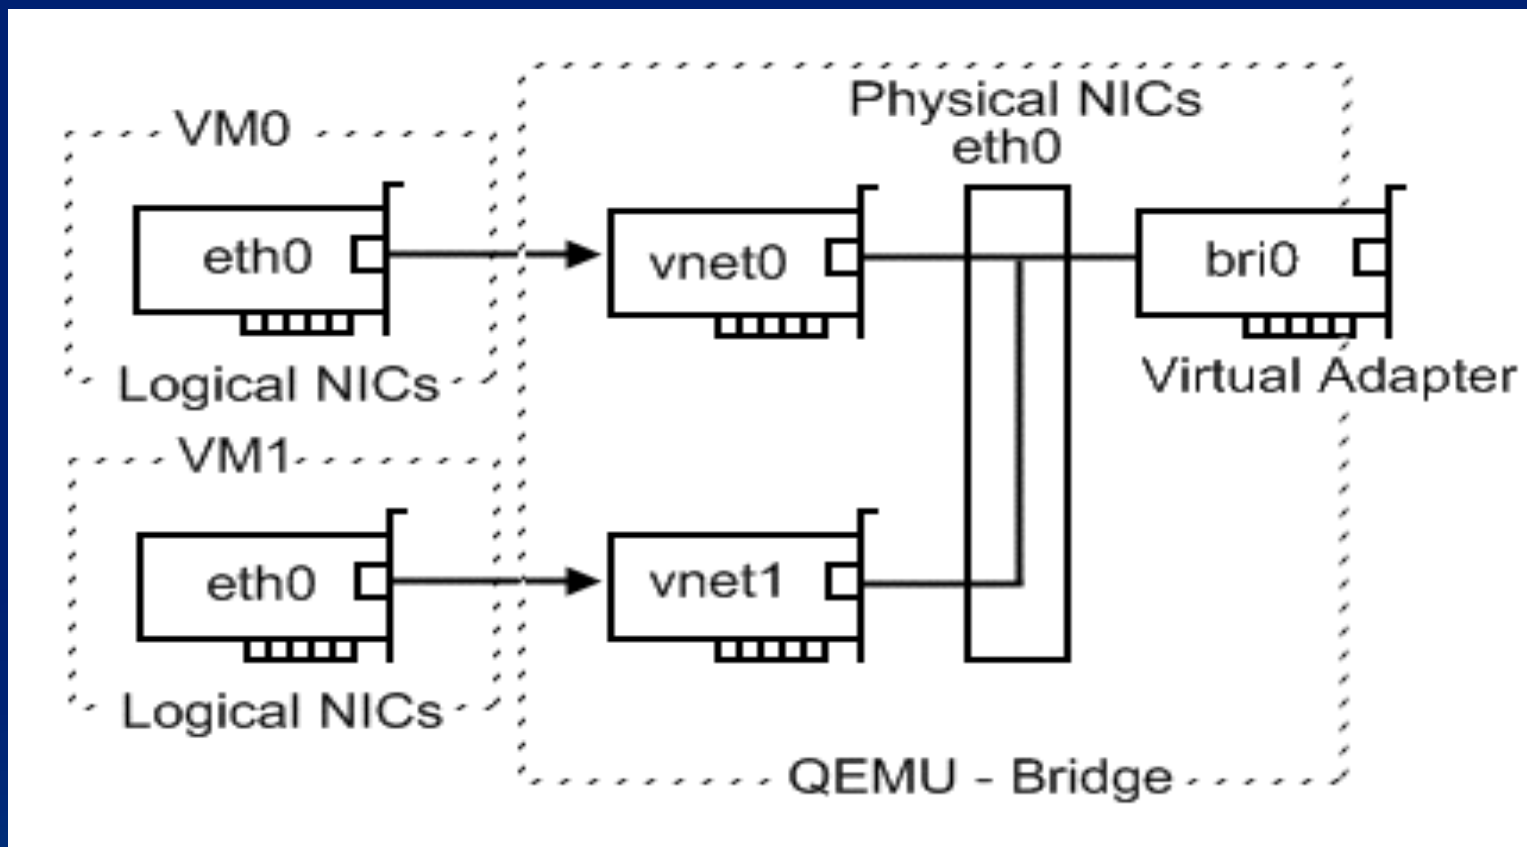 Physical NICs
eth0
VM0
eth0
vnet0
bri0
Logical NICs
Virtual Adapter
VM1
eth0
vnet1
Logical NICs
QEMU - Bridge